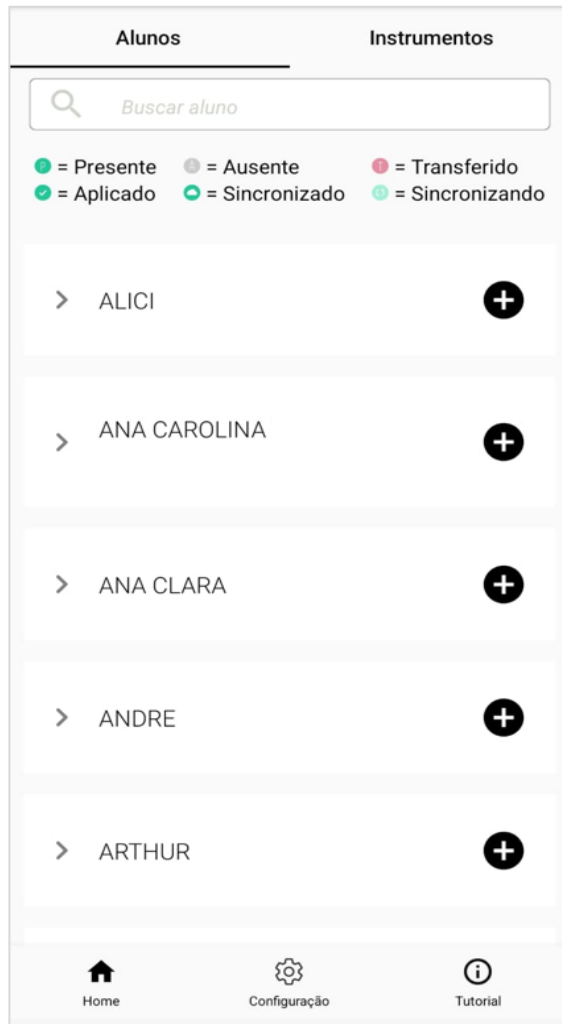 Alunos Instrumentos
Buscar aluno
P = Presente A = Ausente T = Transferido
= Aplicado = Sincronizado = Sincronizando
ALICI
ANA CAROLINA
ANA CLARA
ANDRE
ARTHUR
Home Configuração Tutorial